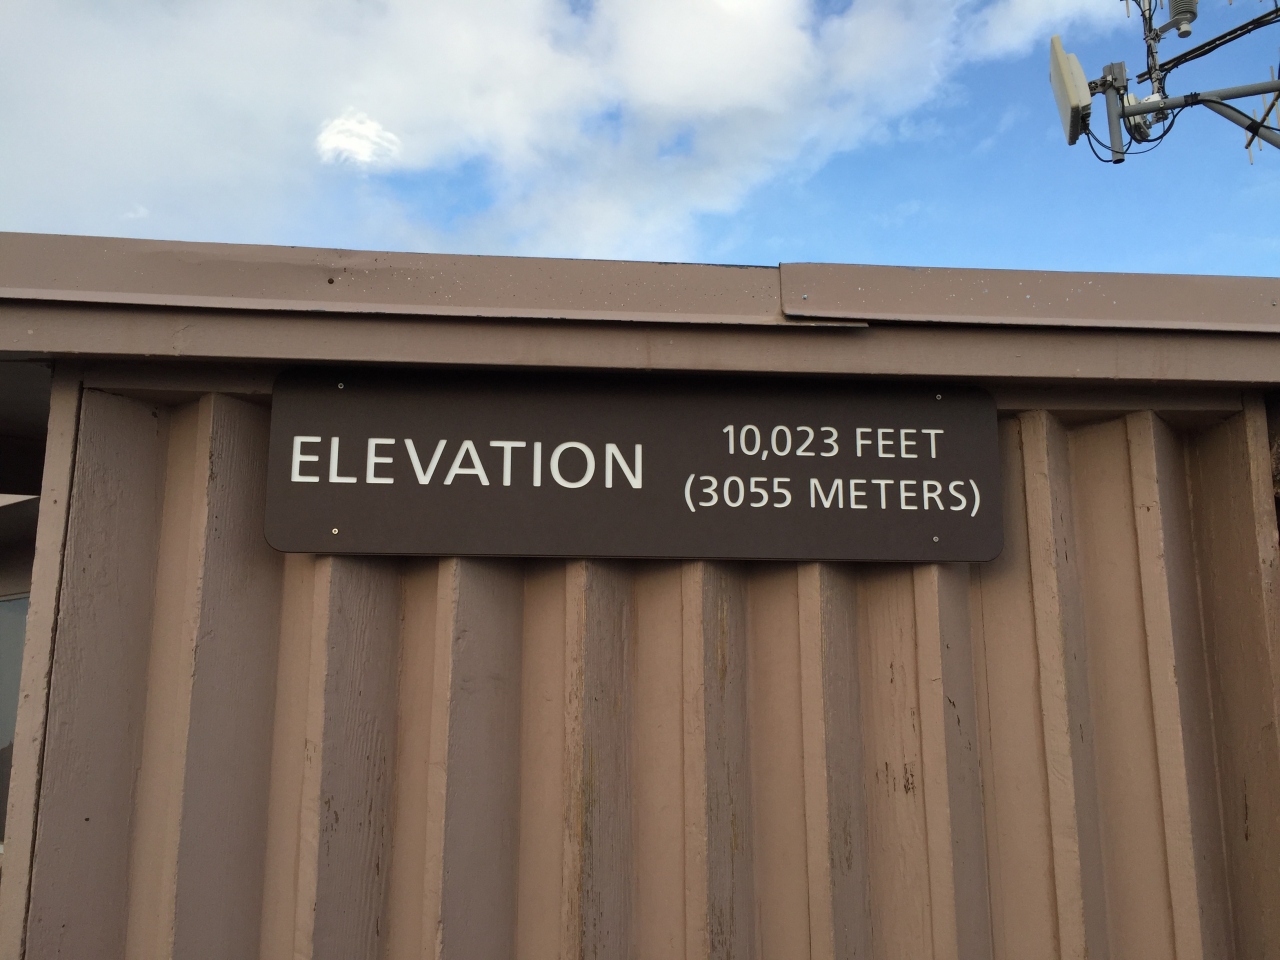 ELEVATION
10,023 FEET
(3055 METERS)